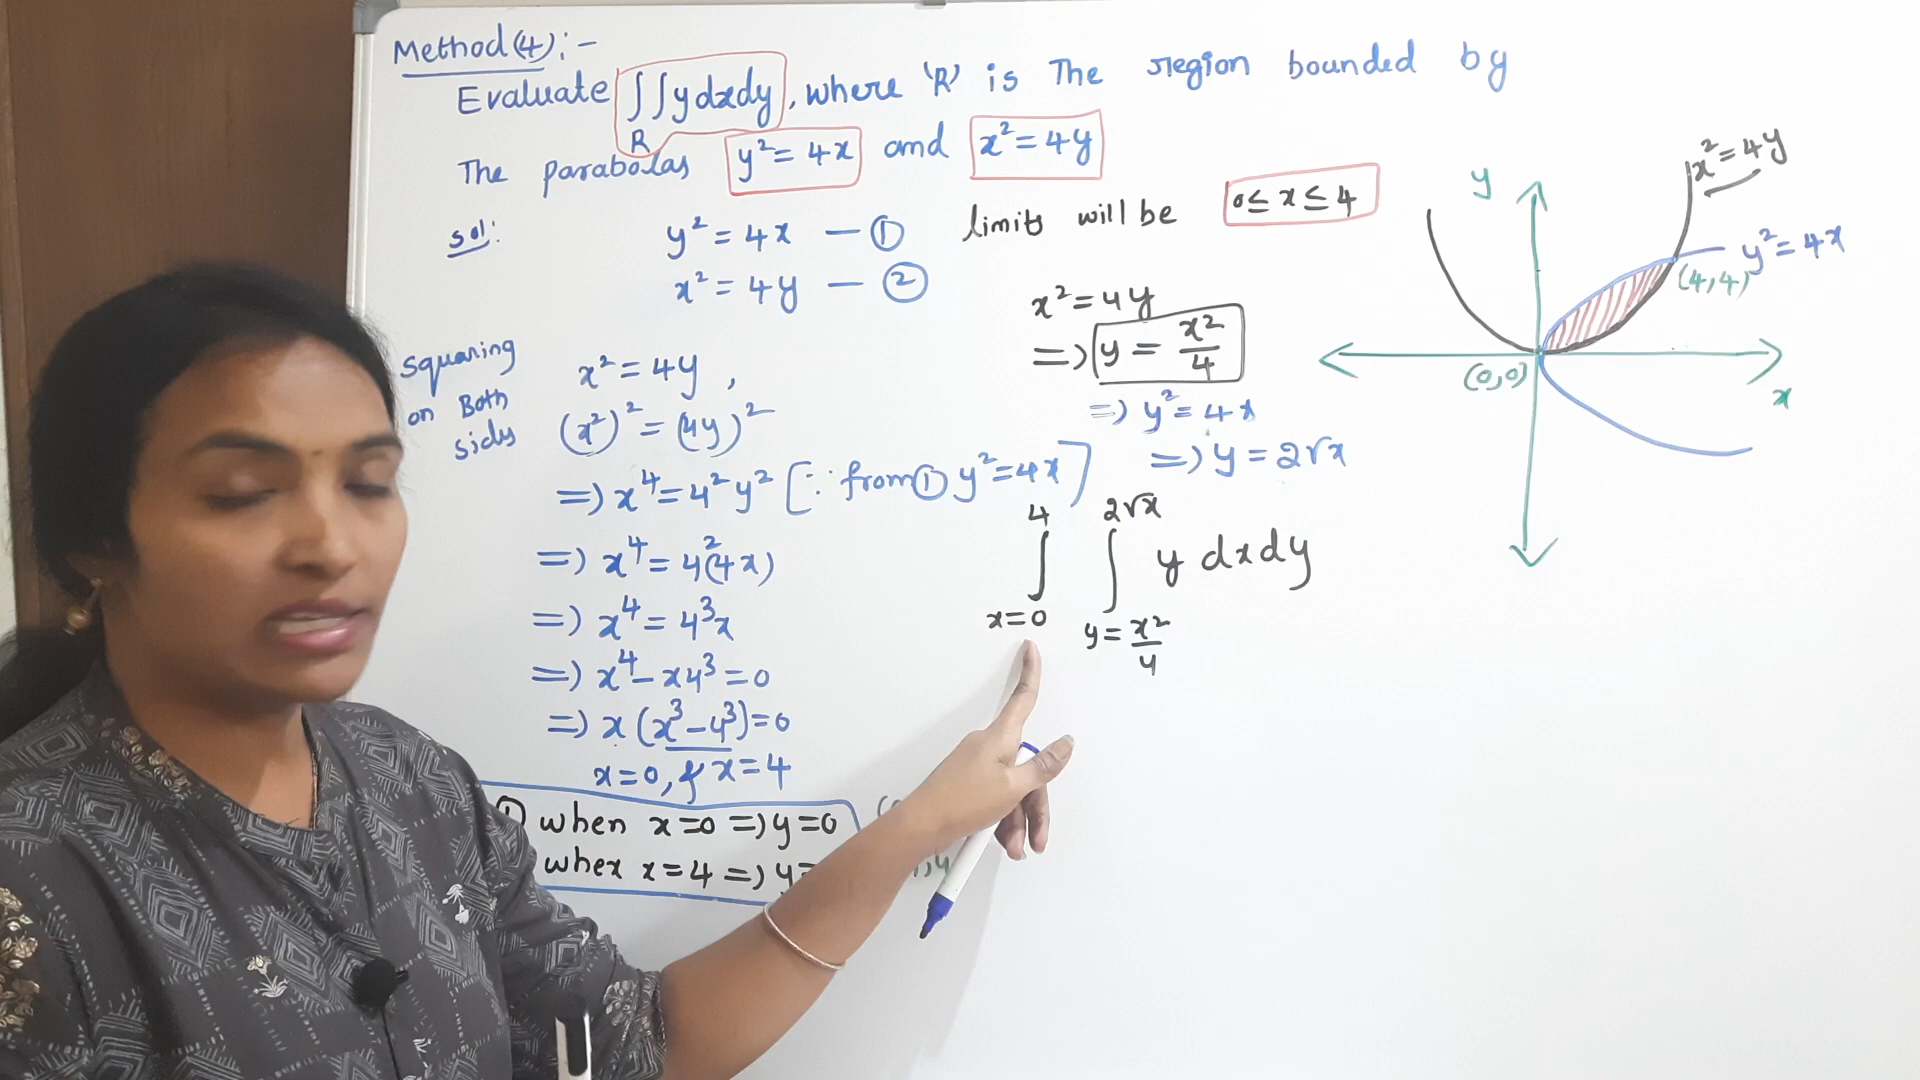 Method(4):-
Evaluate ∫∫ y dxdy, where 'R' is The region bounded by
R
The parabolas y² = 4x and x² = 4y
sol:
y² = 4x — ①
x² = 4y — ②
squaring
on Both
sides
x² = 4y ,
(x²)² = (4y)²
=) x⁴ = 4² y² [∵ from ① y² = 4x]
=) x⁴ = 4²(4x)
=) x⁴ = 4³x
=) x⁴ - x4³ = 0
=) x (x³ - 4³) = 0
x = 0, & x = 4
when x = 0 =) y = 0
when x = 4 =) y =
limits will be 0 ≤ x ≤ 4
x² = 4y
=) y = x²/4
=) y² = 4x
=) y = 2√x
4 2√x
∫ ∫ y dxdy
x=0 y = x²/4
y
x² = 4y
y² = 4x
(4,4)
(0,0)
x